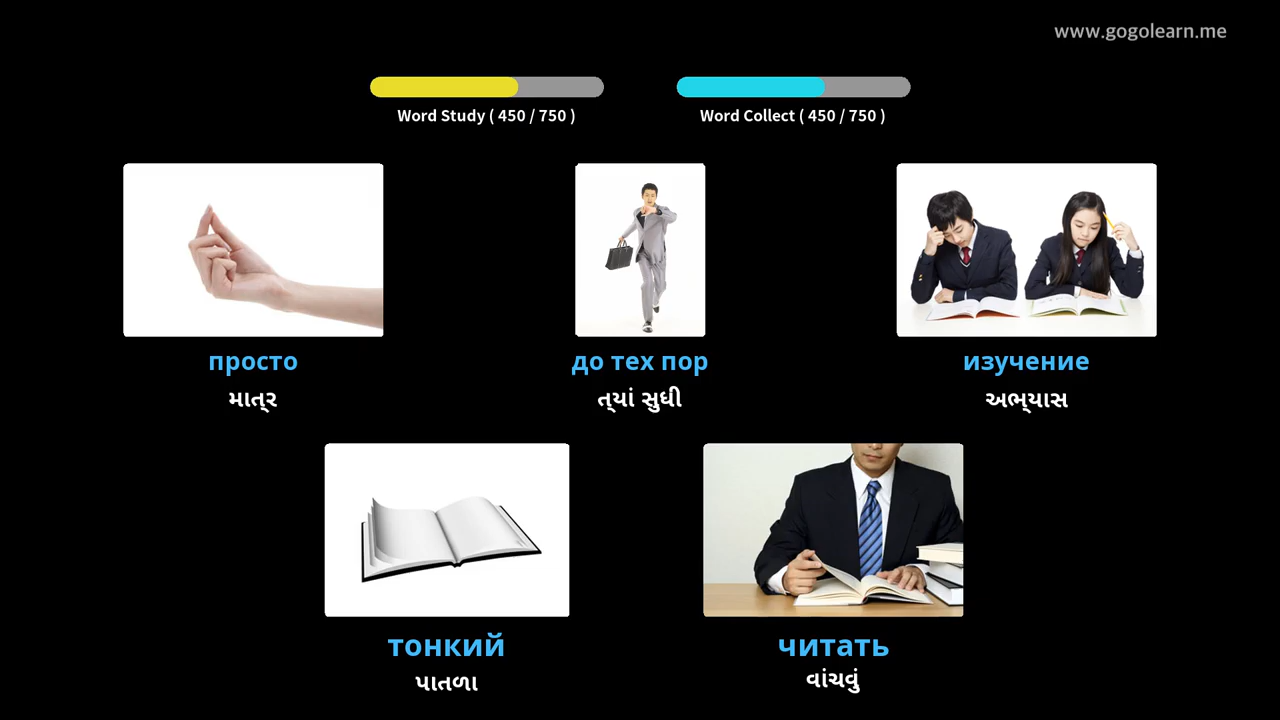 www.gogolearn.me
Word Study ( 450 / 750 )
Word Collect ( 450 / 750 )
просто
માત્ર
до тех пор
ત્યાં સુધી
изучение
અભ્યાસ
тонкий
પાતળા
читать
વાંચવું